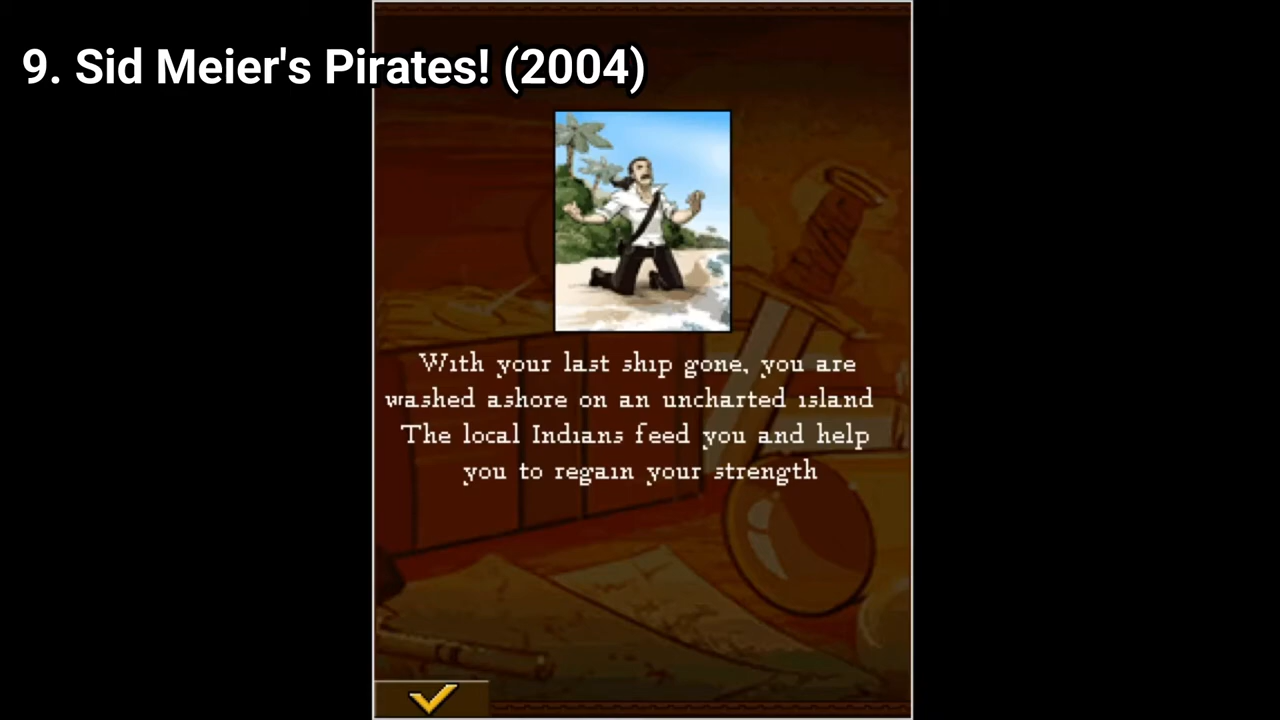 9. Sid Meier's Pirates! (2004)
With your last ship gone, you are
washed ashore on an uncharted island
The local Indians feed you and help
you to regain your strength